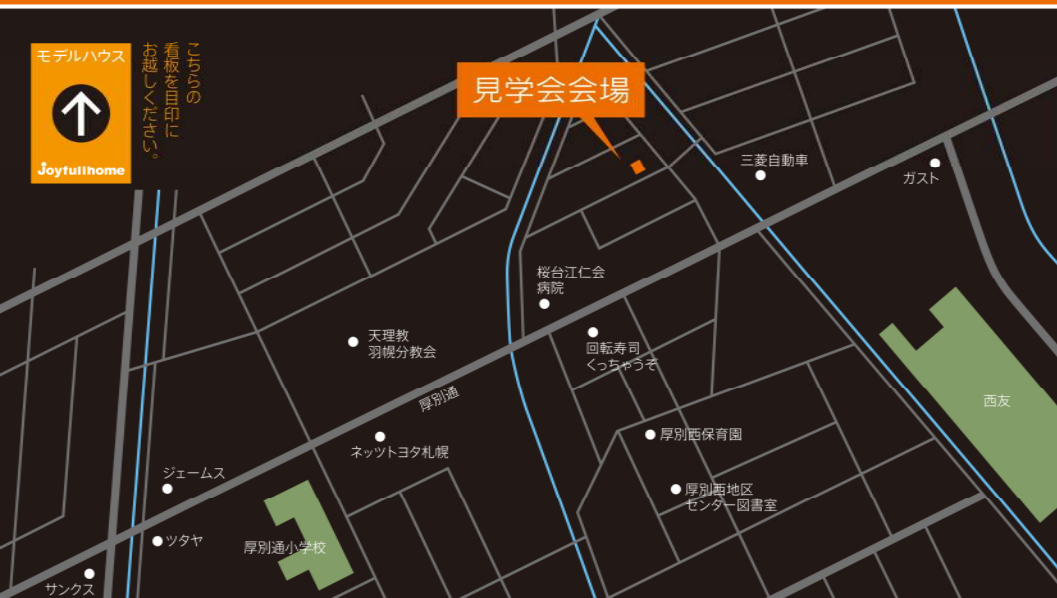 モデルハウス
Joyfullhome
こちらの
看板を目印に
お越しください。
見学会会場
三菱自動車
ガスト
桜台江仁会
病院
天理教
羽幌分教会
回転寿司
くっちゃうぞ
厚別通
西友
ネッツトヨタ札幌
厚別西保育園
ジェームス
厚別西地区
センター図書室
ツタヤ
厚別通小学校
サンクス